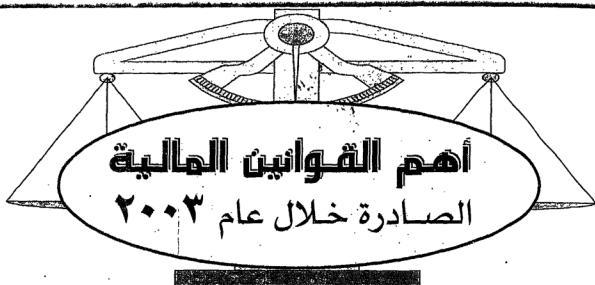 أهم القوانين المالية
الصادرة خلال عام ٢٠٠٣